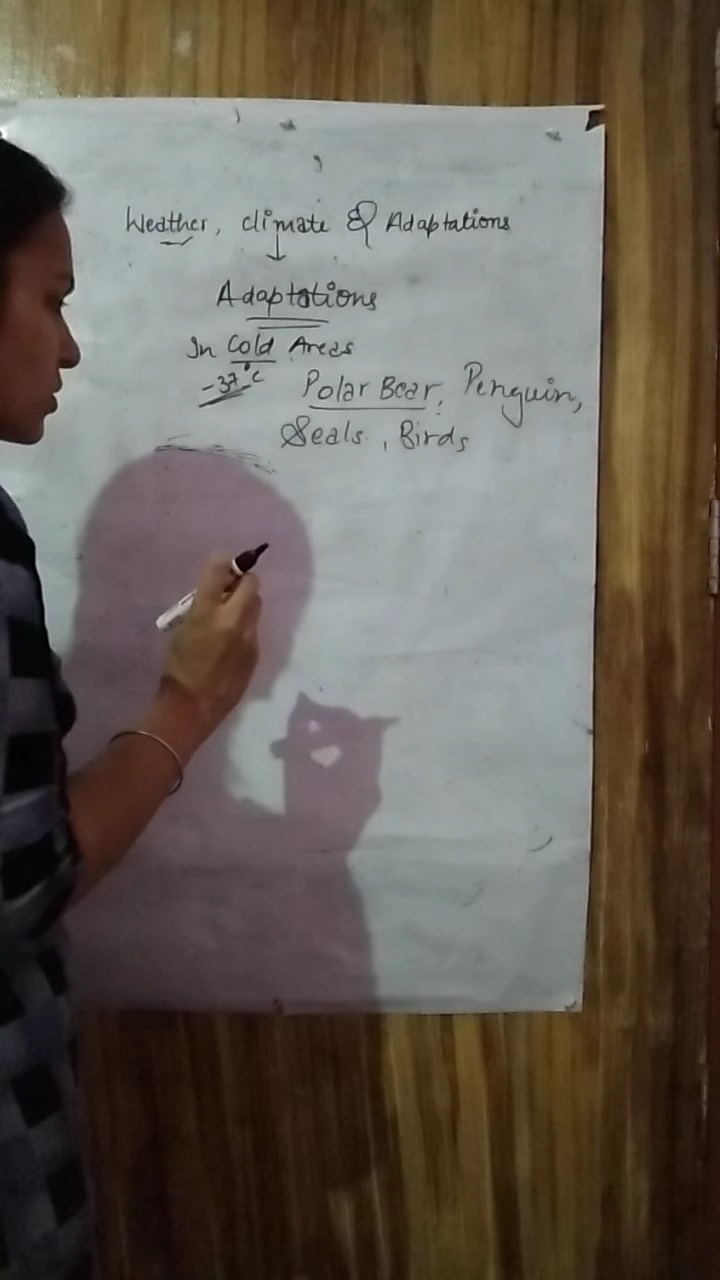 Weather, climate & Adaptations
Adaptations
In Cold Areas
-37°C Polar Bear, Penguin,
Seals, Birds